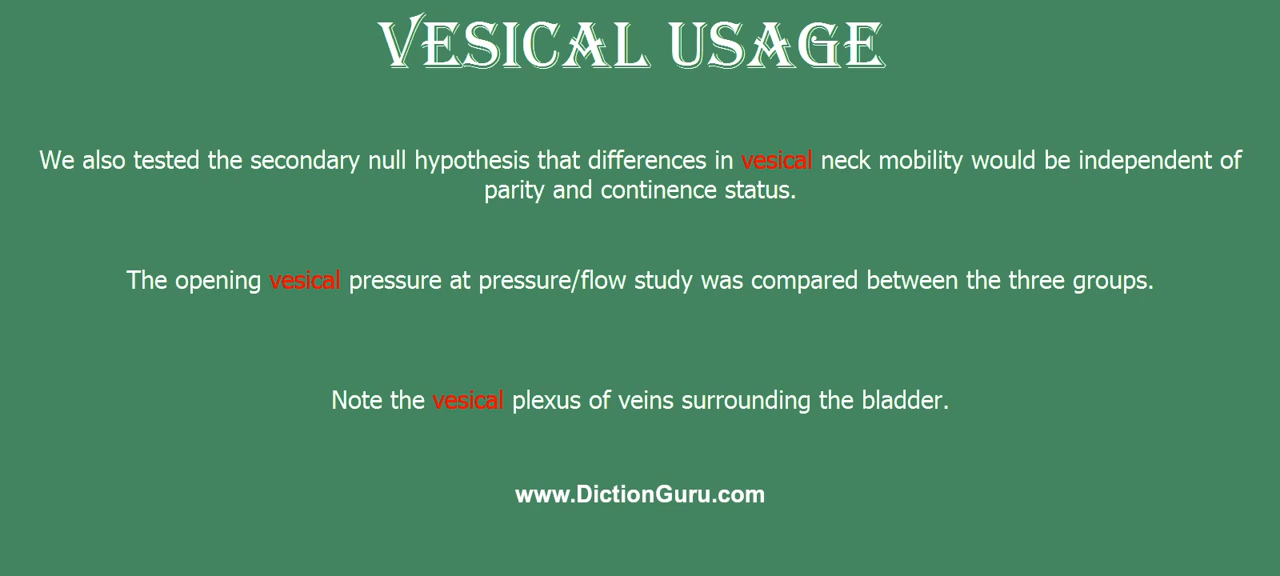 VESICAL USAGE
We also tested the secondary null hypothesis that differences in vesical neck mobility would be independent of
parity and continence status.
The opening vesical pressure at pressure/flow study was compared between the three groups.
Note the vesical plexus of veins surrounding the bladder.
www.DictionGuru.com